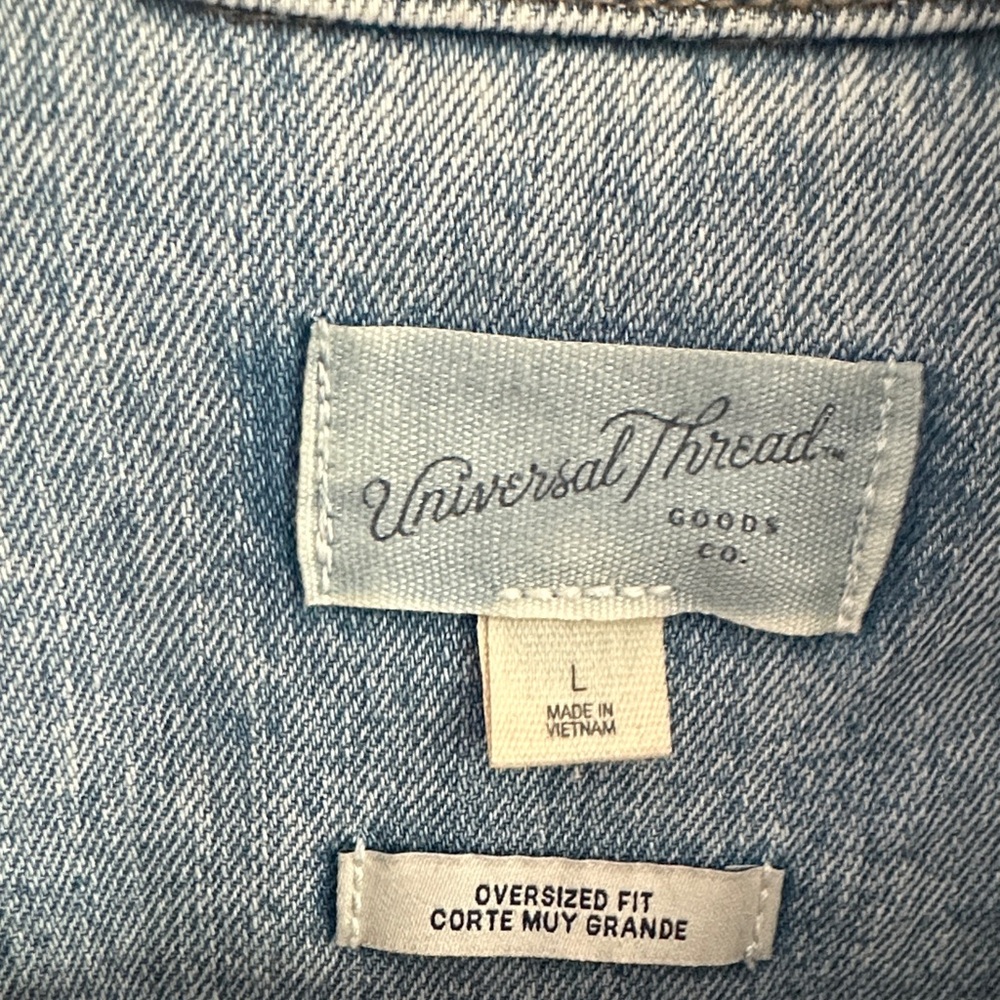 Universal Thread™
GOODS
CO.
L
MADE IN
VIETNAM
OVERSIZED FIT
CORTE MUY GRANDE